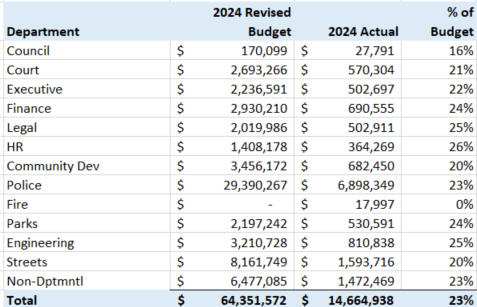 2024 Revised % of
Department Budget 2024 Actual Budget
Council $ 170,099 $ 27,791 16%
Court $ 2,693,266 $ 570,304 21%
Executive $ 2,236,591 $ 502,697 22%
Finance $ 2,930,210 $ 690,555 24%
Legal $ 2,019,986 $ 502,911 25%
HR $ 1,408,178 $ 364,269 26%
Community Dev $ 3,456,172 $ 682,450 20%
Police $ 29,390,267 $ 6,898,349 23%
Fire $ - $ 17,997 0%
Parks $ 2,197,242 $ 530,591 24%
Engineering $ 3,210,728 $ 810,838 25%
Streets $ 8,161,749 $ 1,593,716 20%
Non-Dptmntl $ 6,477,085 $ 1,472,469 23%
Total $ 64,351,572 $ 14,664,938 23%